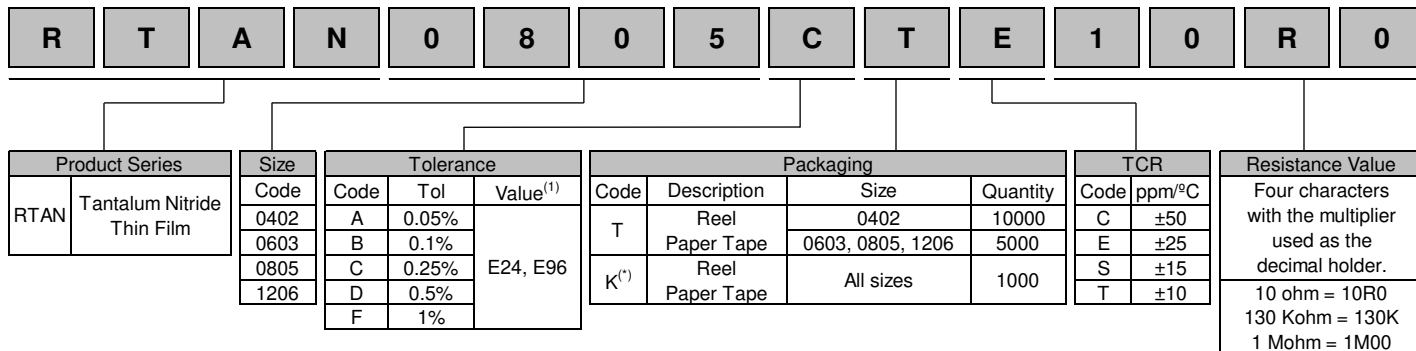 R T A N 0 8 0 5 C T E 1 0 R 0
Product Series
RTAN
Tantalum Nitride
Thin Film
Size
Code
0402
0603
0805
1206
Tolerance
Code Tol Value(1)
A 0.05%
B 0.1%
C 0.25%
D 0.5%
F 1%
E24, E96
Packaging
Code Description Size Quantity
T
Reel
Paper Tape
0402 10000
0603, 0805, 1206 5000
K(*)
Reel
Paper Tape
All sizes 1000
TCR
Code ppm/ºC
C ±50
E ±25
S ±15
T ±10
Resistance Value
Four characters
with the multiplier
used as the
decimal holder.
10 ohm = 10R0
130 Kohm = 130K
1 Mohm = 1M00